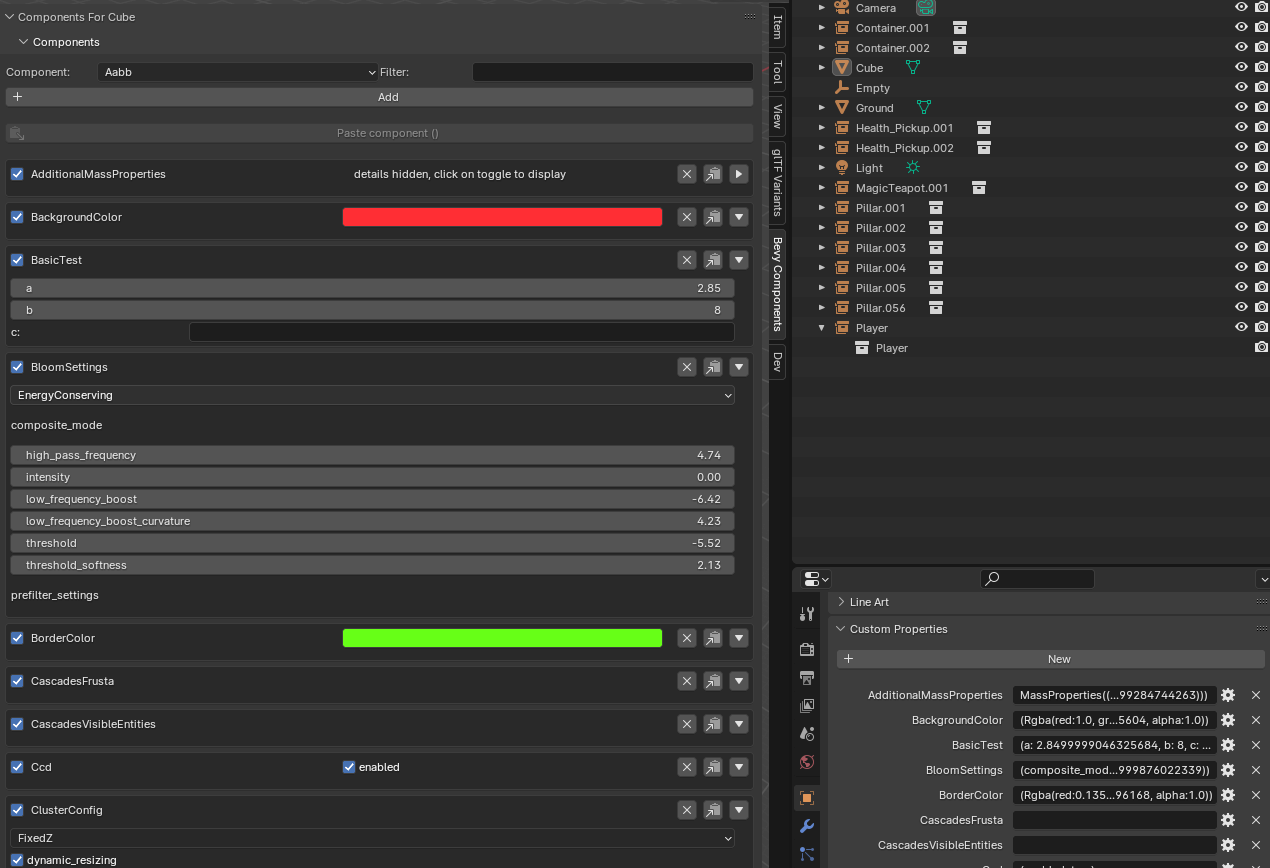 Components For Cube
Components
Component:
Aabb
Filter:
Add
Paste component ()
AdditionalMassProperties
details hidden, click on toggle to display
BackgroundColor
BasicTest
a
2.85
b
8
c:
BloomSettings
EnergyConserving
composite_mode
high_pass_frequency
4.74
intensity
0.00
low_frequency_boost
-6.42
low_frequency_boost_curvature
4.23
threshold
-5.52
threshold_softness
2.13
prefilter_settings
BorderColor
CascadesFrusta
CascadesVisibleEntities
Ccd
enabled
ClusterConfig
FixedZ
dynamic_resizing
Item
Tool
View
glTF Variants
Bevy Components
Dev
Camera
Container.001
Container.002
Cube
Empty
Ground
Health_Pickup.001
Health_Pickup.002
Light
MagicTeapot.001
Pillar.001
Pillar.002
Pillar.003
Pillar.004
Pillar.005
Pillar.056
Player
Player
Line Art
Custom Properties
New
AdditionalMassProperties
MassProperties((...99284744263)))
BackgroundColor
(Rgba(red:1.0, gr...5604, alpha:1.0))
BasicTest
(a: 2.8499999046325684, b: 8, c: ...
BloomSettings
(composite_mod...999876022339))
BorderColor
(Rgba(red:0.135...96168, alpha:1.0))
CascadesFrusta
CascadesVisibleEntities